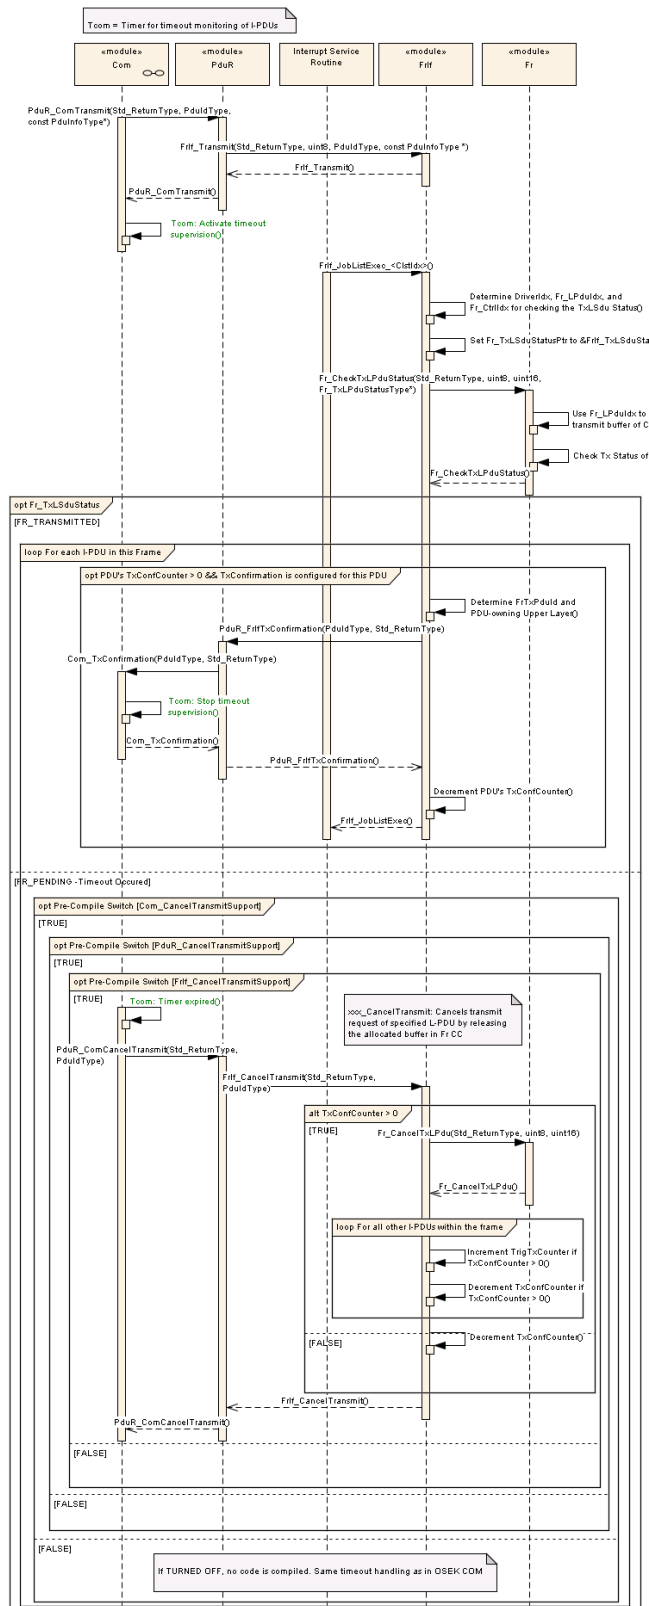 Tcom = Timer for timeout monitoring of I-PDUs
«module»
Com
«module»
PduR
Interrupt Service
Routine
«module»
FrIf
«module»
Fr
PduR_ComTransmit(Std_ReturnType, PduIdType,
const PduInfoType*)
FrIf_Transmit(Std_ReturnType, uint8, PduIdType, const PduInfoType *)
FrIf_Transmit()
PduR_ComTransmit()
Tcom: Activate timeout
supervision()
FrIf_JobListExec_<ClstIdx>()
Determine DriverIdx, Fr_LPduIdx, and
Fr_CtrlIdx for checking the TxLSdu Status()
Set Fr_TxLSduStatusPtr to &FrIf_TxLSduSta
Fr_CheckTxLPduStatus(Std_ReturnType, uint8, uint16,
Fr_TxLPduStatusType*)
Use Fr_LPduIdx to
transmit buffer of C
Check Tx Status of
Fr_CheckTxLPduStatus()
opt Fr_TxLSduStatus
[FR_TRANSMITTED]
loop For each I-PDU in this Frame
opt PDU's TxConfCounter > 0 && TxConfirmation is configured for this PDU
Determine FrTxPduId and
PDU-owning Upper Layer()
PduR_FrIfTxConfirmation(PduIdType, Std_ReturnType)
Com_TxConfirmation(PduIdType, Std_ReturnType)
Tcom: Stop timeout
supervision()
Com_TxConfirmation()
PduR_FrIfTxConfirmation()
Decrement PDU's TxConfCounter()
FrIf_JobListExec()
[FR_PENDING - Timeout Occured]
opt Pre-Compile Switch [Com_CancelTransmitSupport]
[TRUE]
opt Pre-Compile Switch [PduR_CancelTransmitSupport]
[TRUE]
opt Pre-Compile Switch [FrIf_CancelTransmitSupport]
[TRUE]
Tcom: Timer expired()
xxx_CancelTransmit: Cancels transmit
request of specified L-PDU by releasing
the allocated buffer in Fr CC
PduR_ComCancelTransmit(Std_ReturnType,
PduIdType)
FrIf_CancelTransmit(Std_ReturnType,
PduIdType)
alt TxConfCounter > 0
[TRUE]
Fr_CancelTxLPdu(Std_ReturnType, uint8, uint16)
Fr_CancelTxLPdu()
loop For all other I-PDUs within the frame
Increment TrigTxCounter if
TxConfCounter > 0()
Decrement TxConfCounter if
TxConfCounter > 0()
[FALSE]
Decrement TxConfCounter()
FrIf_CancelTransmit()
PduR_ComCancelTransmit()
[FALSE]
[FALSE]
[FALSE]
If TURNED OFF, no code is compiled. Same timeout handling as in OSEK COM